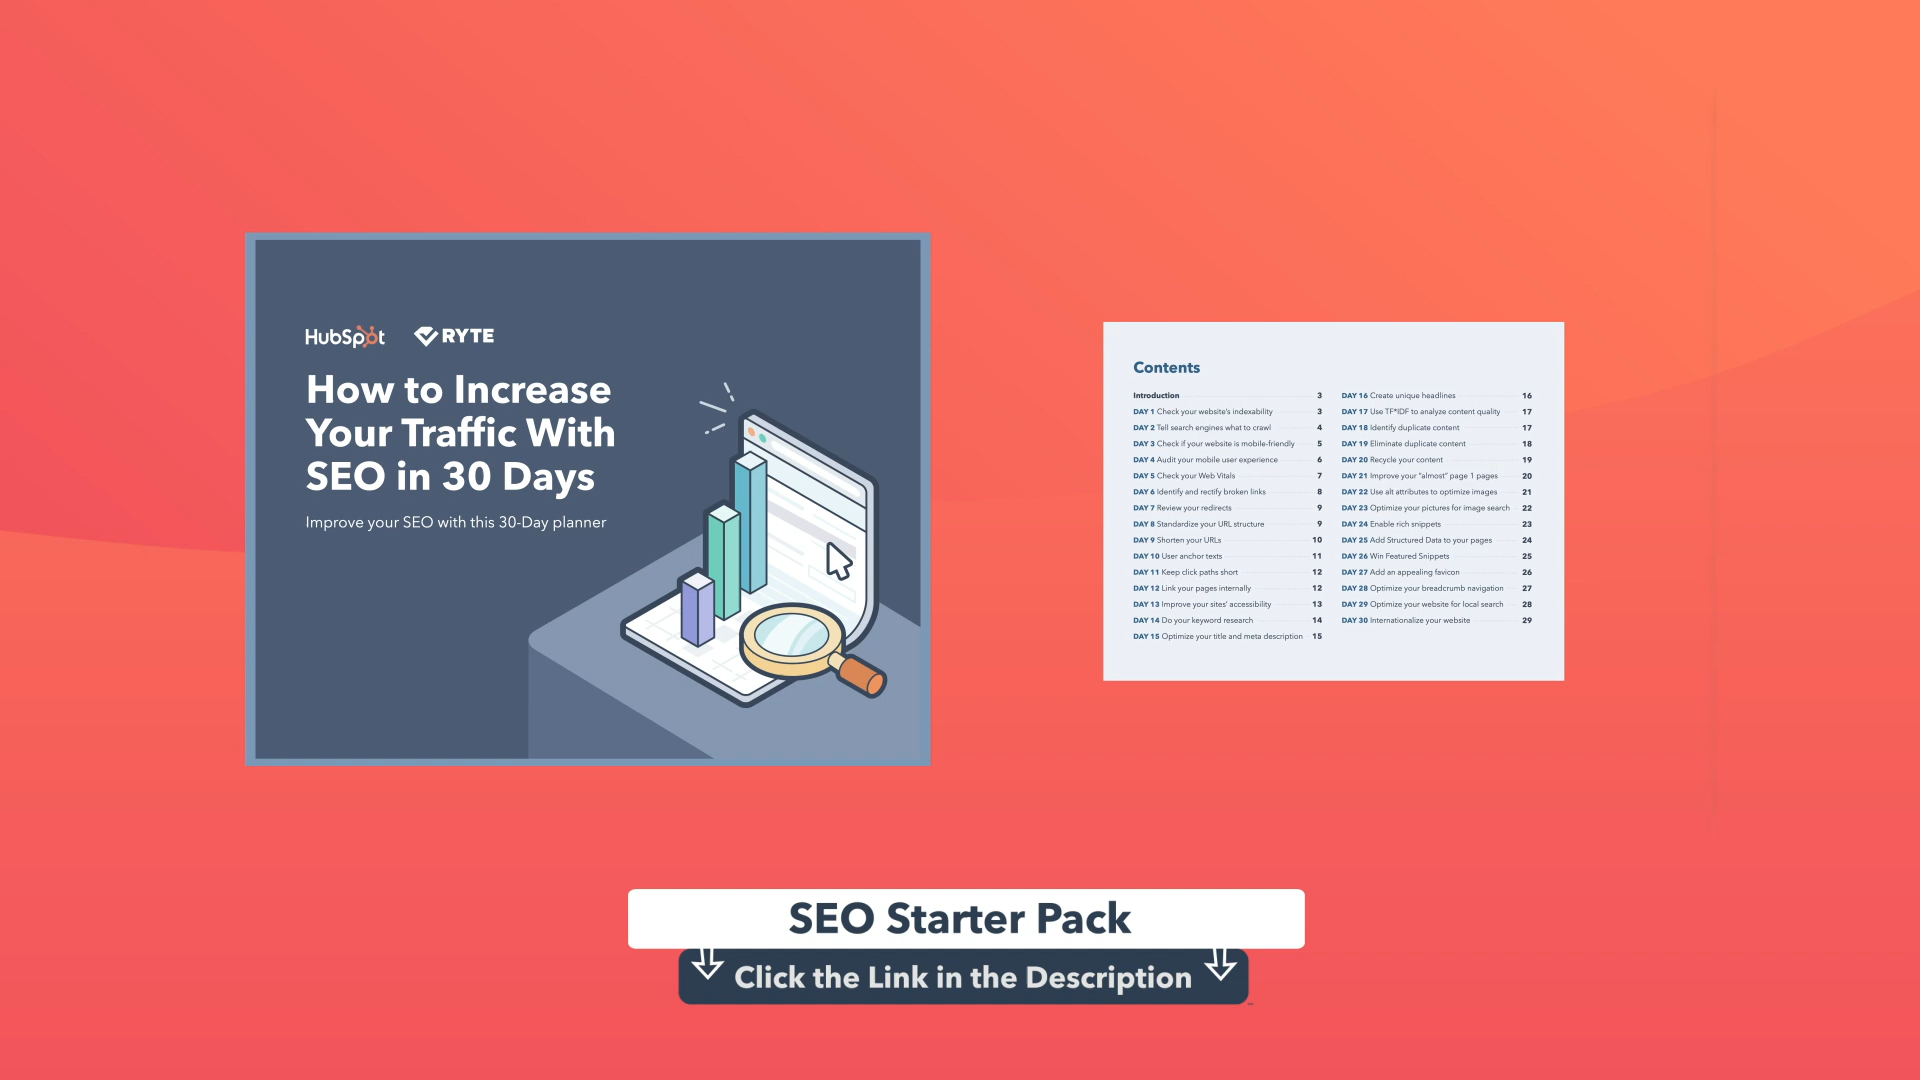 HubSpot RYTE
How to Increase
Your Traffic With
SEO in 30 Days
Improve your SEO with this 30-Day planner
Contents
Introduction 3
DAY 1 Check your website's indexability 3
DAY 2 Tell search engines what to crawl 4
DAY 3 Check if your website is mobile-friendly 5
DAY 4 Audit your mobile user experience 6
DAY 5 Check your Web Vitals 7
DAY 6 Identify and rectify broken links 8
DAY 7 Review your redirects 9
DAY 8 Standardize your URL structure 9
DAY 9 Shorten your URLs 10
DAY 10 User anchor texts 11
DAY 11 Keep click paths short 12
DAY 12 Link your pages internally 12
DAY 13 Improve your sites' accessibility 13
DAY 14 Do your keyword research 14
DAY 15 Optimize your title and meta description 15
DAY 16 Create unique headlines 16
DAY 17 Use TF*IDF to analyze content quality 17
DAY 18 Identify duplicate content 17
DAY 19 Eliminate duplicate content 18
DAY 20 Recycle your content 19
DAY 21 Improve your "almost" page 1 pages 20
DAY 22 Use alt attributes to optimize images 21
DAY 23 Optimize your pictures for image search 22
DAY 24 Enable rich snippets 23
DAY 25 Add Structured Data to your pages 24
DAY 26 Win Featured Snippets 25
DAY 27 Add an appealing favicon 26
DAY 28 Optimize your breadcrumb navigation 27
DAY 29 Optimize your website for local search 28
DAY 30 Internationalize your website 29
SEO Starter Pack
Click the Link in the Description